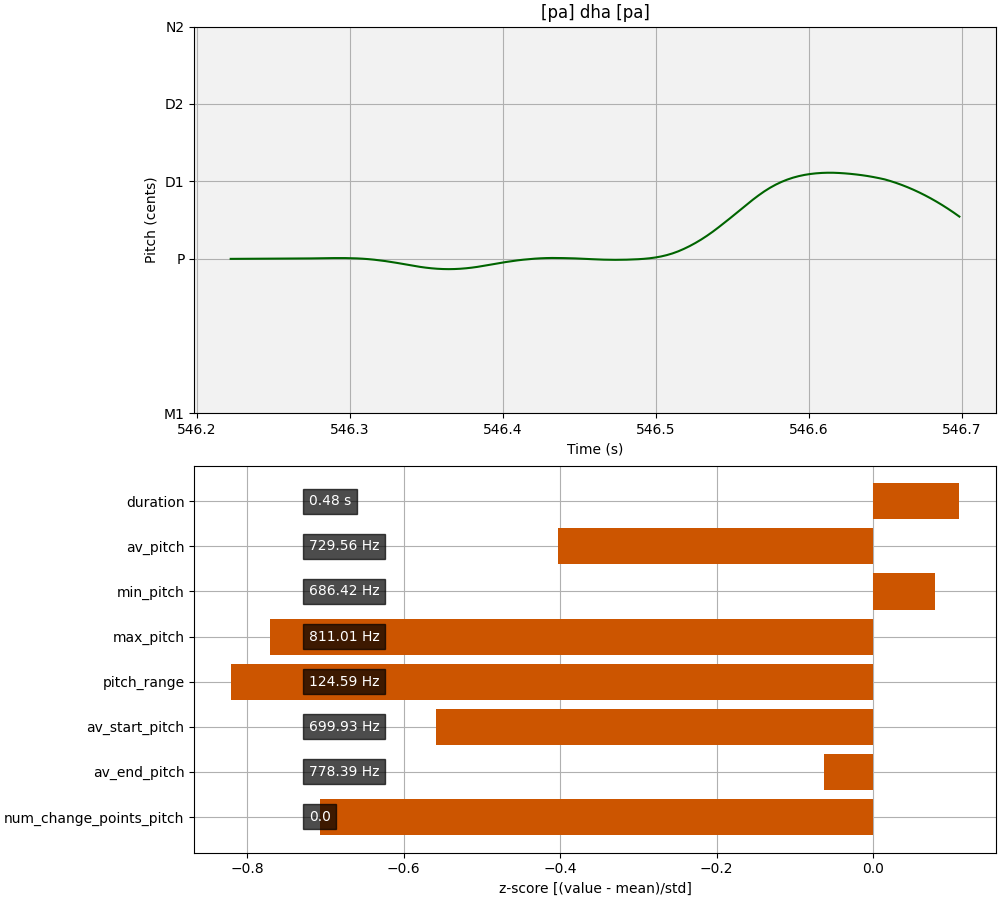 [pa] dha [pa]
N2
D2
D1
P
M1
Pitch (cents)
546.2 546.3 546.4 546.5 546.6 546.7
Time (s)
duration 0.48 s
av_pitch 729.56 Hz
min_pitch 686.42 Hz
max_pitch 811.01 Hz
pitch_range 124.59 Hz
av_start_pitch 699.93 Hz
av_end_pitch 778.39 Hz
num_change_points_pitch 0.0
−0.8 −0.6 −0.4 −0.2 0.0
z-score [(value - mean)/std]